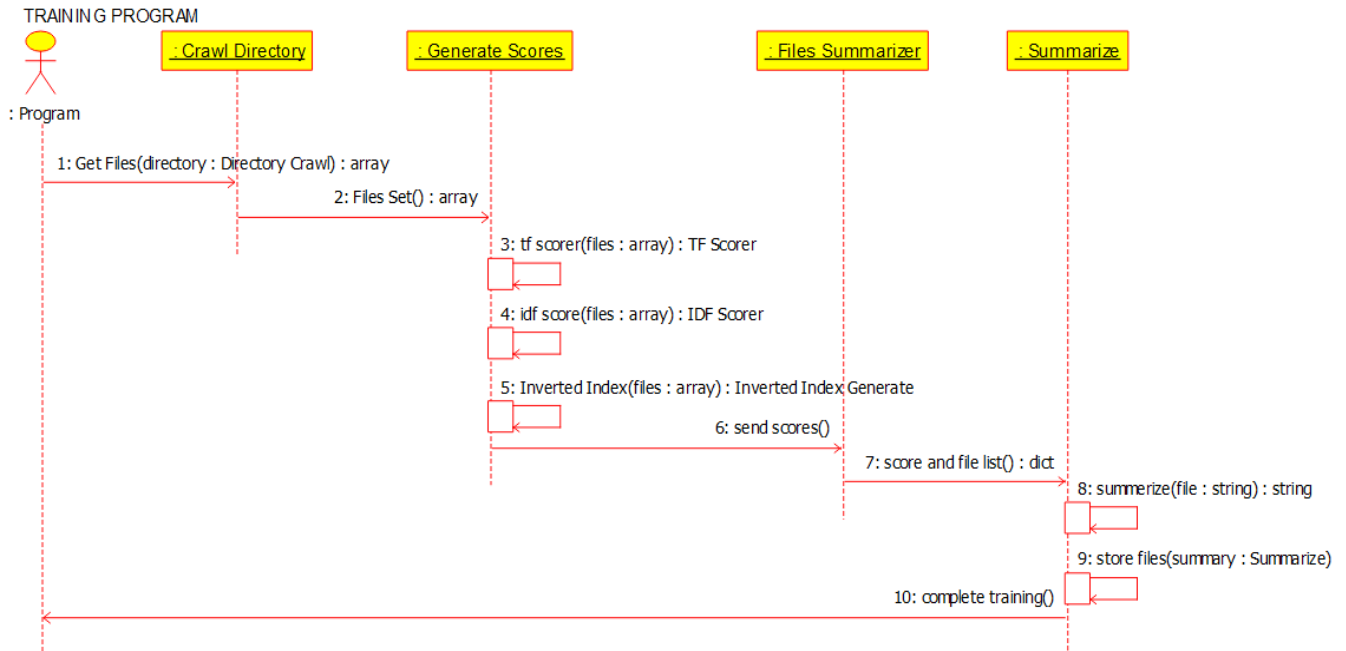 TRAINING PROGRAM
: Crawl Directory
: Generate Scores
: Files Summarizer
: Summarize
: Program
1: Get Files(directory : Directory Crawl) : array
2: Files Set() : array
3: tf scorer(files : array) : TF Scorer
4: idf score(files : array) : IDF Scorer
5: Inverted Index(files : array) : Inverted Index Generate
6: send scores()
7: score and file list() : dict
8: summerize(file : string) : string
9: store files(summary : Summarize)
10: complete training()